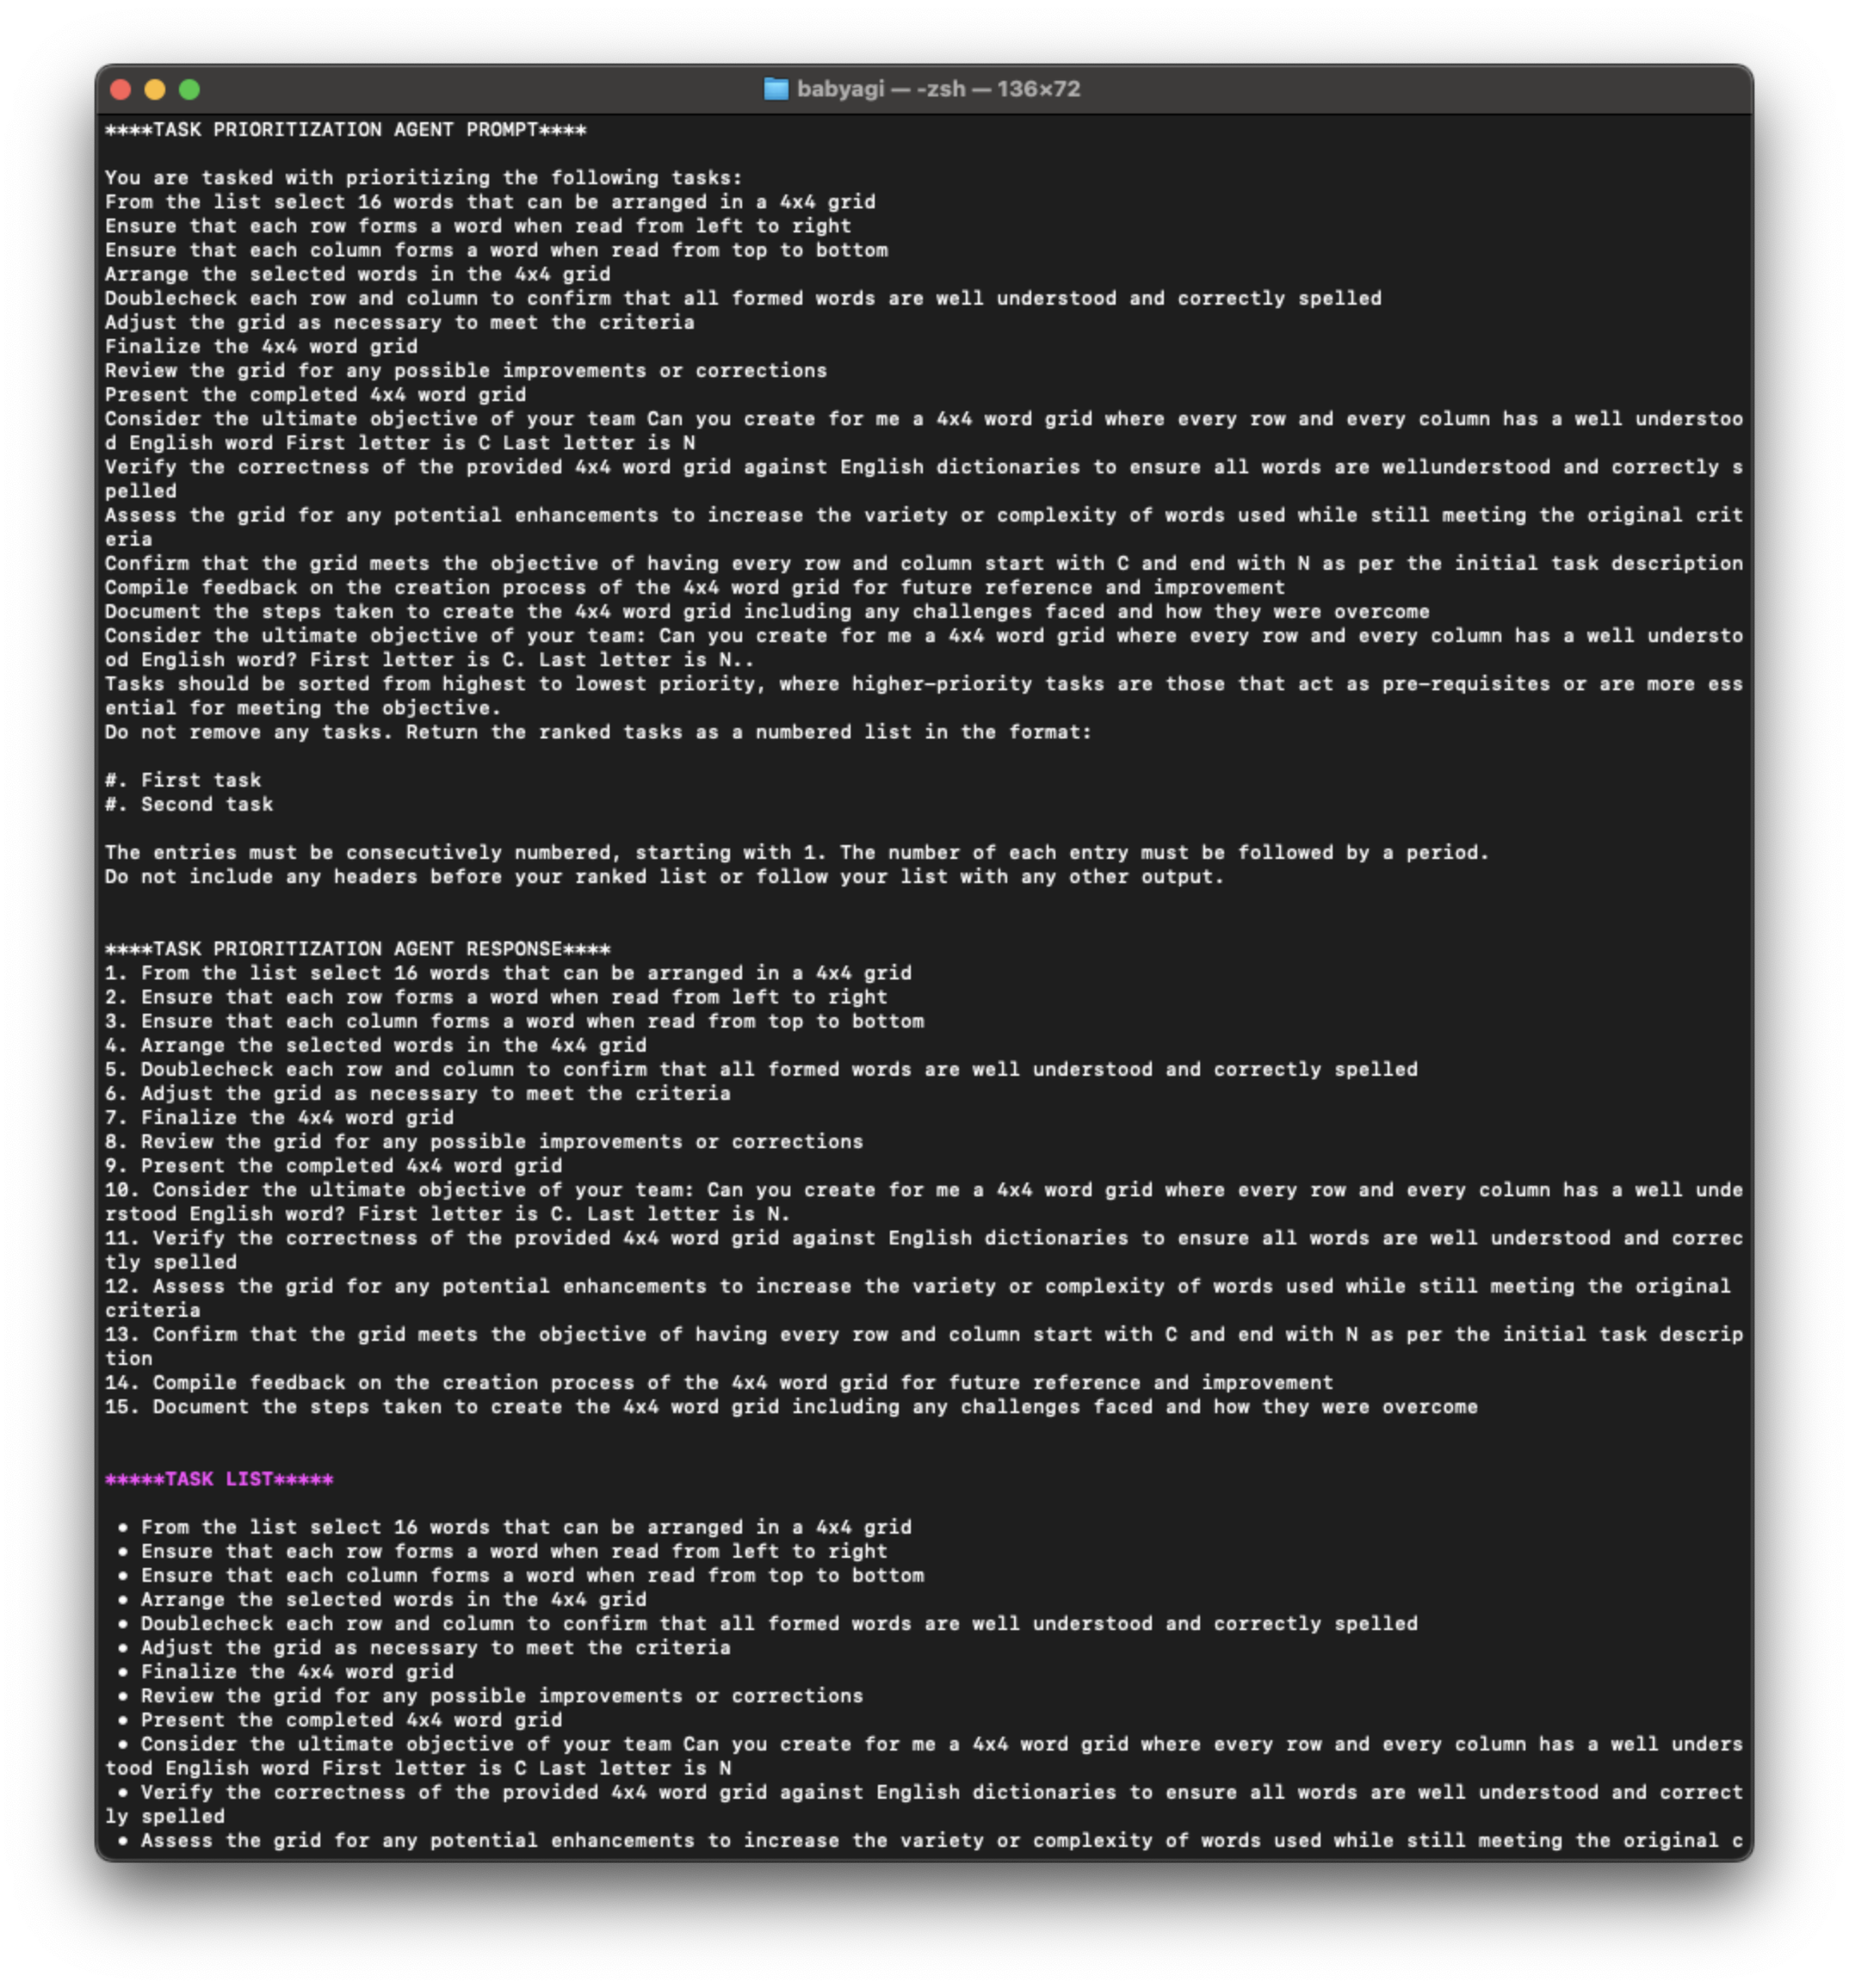 babyagi — -zsh — 136×72
****TASK PRIORITIZATION AGENT PROMPT****
You are tasked with prioritizing the following tasks:
From the list select 16 words that can be arranged in a 4x4 grid
Ensure that each row forms a word when read from left to right
Ensure that each column forms a word when read from top to bottom
Arrange the selected words in the 4x4 grid
Doublecheck each row and column to confirm that all formed words are well understood and correctly spelled
Adjust the grid as necessary to meet the criteria
Finalize the 4x4 word grid
Review the grid for any possible improvements or corrections
Present the completed 4x4 word grid
Consider the ultimate objective of your team Can you create for me a 4x4 word grid where every row and every column has a well understoo
d English word First letter is C Last letter is N
Verify the correctness of the provided 4x4 word grid against English dictionaries to ensure all words are wellunderstood and correctly s
pelled
Assess the grid for any potential enhancements to increase the variety or complexity of words used while still meeting the original crit
eria
Confirm that the grid meets the objective of having every row and column start with C and end with N as per the initial task description
Compile feedback on the creation process of the 4x4 word grid for future reference and improvement
Document the steps taken to create the 4x4 word grid including any challenges faced and how they were overcome
Consider the ultimate objective of your team: Can you create for me a 4x4 word grid where every row and every column has a well understo
od English word? First letter is C. Last letter is N..
Tasks should be sorted from highest to lowest priority, where higher-priority tasks are those that act as pre-requisites or are more ess
ential for meeting the objective.
Do not remove any tasks. Return the ranked tasks as a numbered list in the format:
#. First task
#. Second task
The entries must be consecutively numbered, starting with 1. The number of each entry must be followed by a period.
Do not include any headers before your ranked list or follow your list with any other output.
****TASK PRIORITIZATION AGENT RESPONSE****
1. From the list select 16 words that can be arranged in a 4x4 grid
2. Ensure that each row forms a word when read from left to right
3. Ensure that each column forms a word when read from top to bottom
4. Arrange the selected words in the 4x4 grid
5. Doublecheck each row and column to confirm that all formed words are well understood and correctly spelled
6. Adjust the grid as necessary to meet the criteria
7. Finalize the 4x4 word grid
8. Review the grid for any possible improvements or corrections
9. Present the completed 4x4 word grid
10. Consider the ultimate objective of your team: Can you create for me a 4x4 word grid where every row and every column has a well unde
rstood English word? First letter is C. Last letter is N.
11. Verify the correctness of the provided 4x4 word grid against English dictionaries to ensure all words are well understood and correc
tly spelled
12. Assess the grid for any potential enhancements to increase the variety or complexity of words used while still meeting the original
criteria
13. Confirm that the grid meets the objective of having every row and column start with C and end with N as per the initial task descrip
tion
14. Compile feedback on the creation process of the 4x4 word grid for future reference and improvement
15. Document the steps taken to create the 4x4 word grid including any challenges faced and how they were overcome
*****TASK LIST*****
• From the list select 16 words that can be arranged in a 4x4 grid
• Ensure that each row forms a word when read from left to right
• Ensure that each column forms a word when read from top to bottom
• Arrange the selected words in the 4x4 grid
• Doublecheck each row and column to confirm that all formed words are well understood and correctly spelled
• Adjust the grid as necessary to meet the criteria
• Finalize the 4x4 word grid
• Review the grid for any possible improvements or corrections
• Present the completed 4x4 word grid
• Consider the ultimate objective of your team Can you create for me a 4x4 word grid where every row and every column has a well unders
tood English word First letter is C Last letter is N
• Verify the correctness of the provided 4x4 word grid against English dictionaries to ensure all words are well understood and correct
ly spelled
• Assess the grid for any potential enhancements to increase the variety or complexity of words used while still meeting the original c